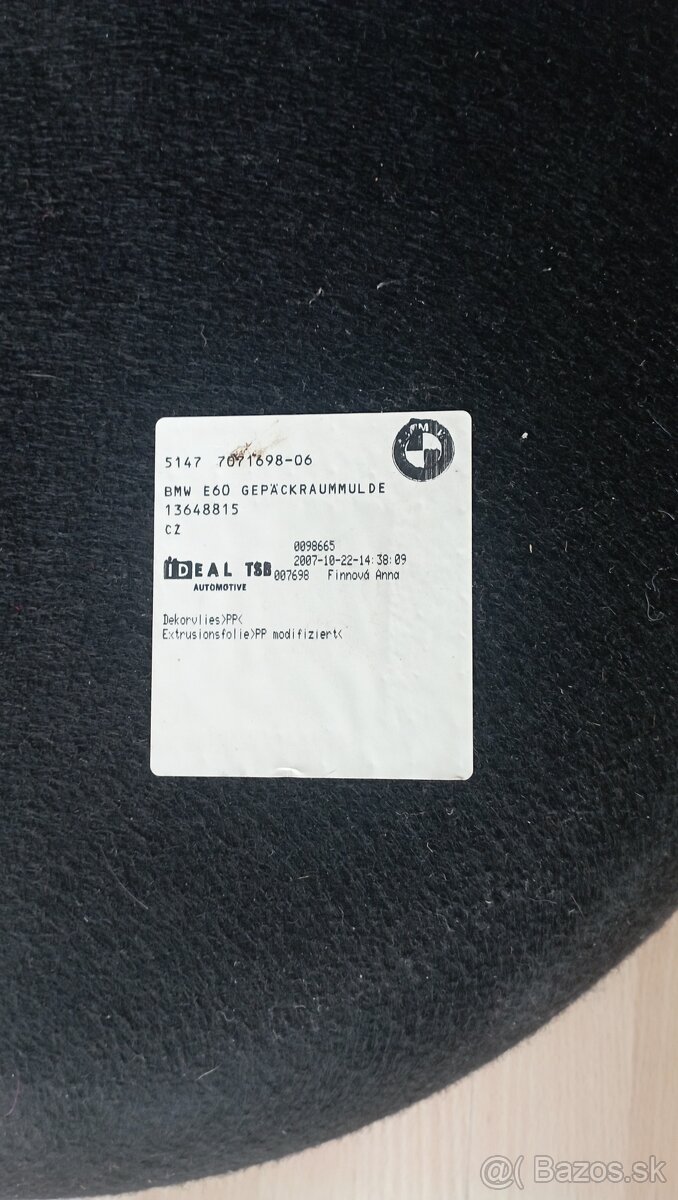 5147 7071698-06
BMW E60 GEPÄCKRAUMMULDE
13648815
CZ
0098665
2007-10-22-14:38:09
IDEAL TSB 007698 Finnová Anna
AUTOMOTIVE
Dekorvlies>PP<
Extrusionsfolie>PP modifiziert<
@( Bazos.sk